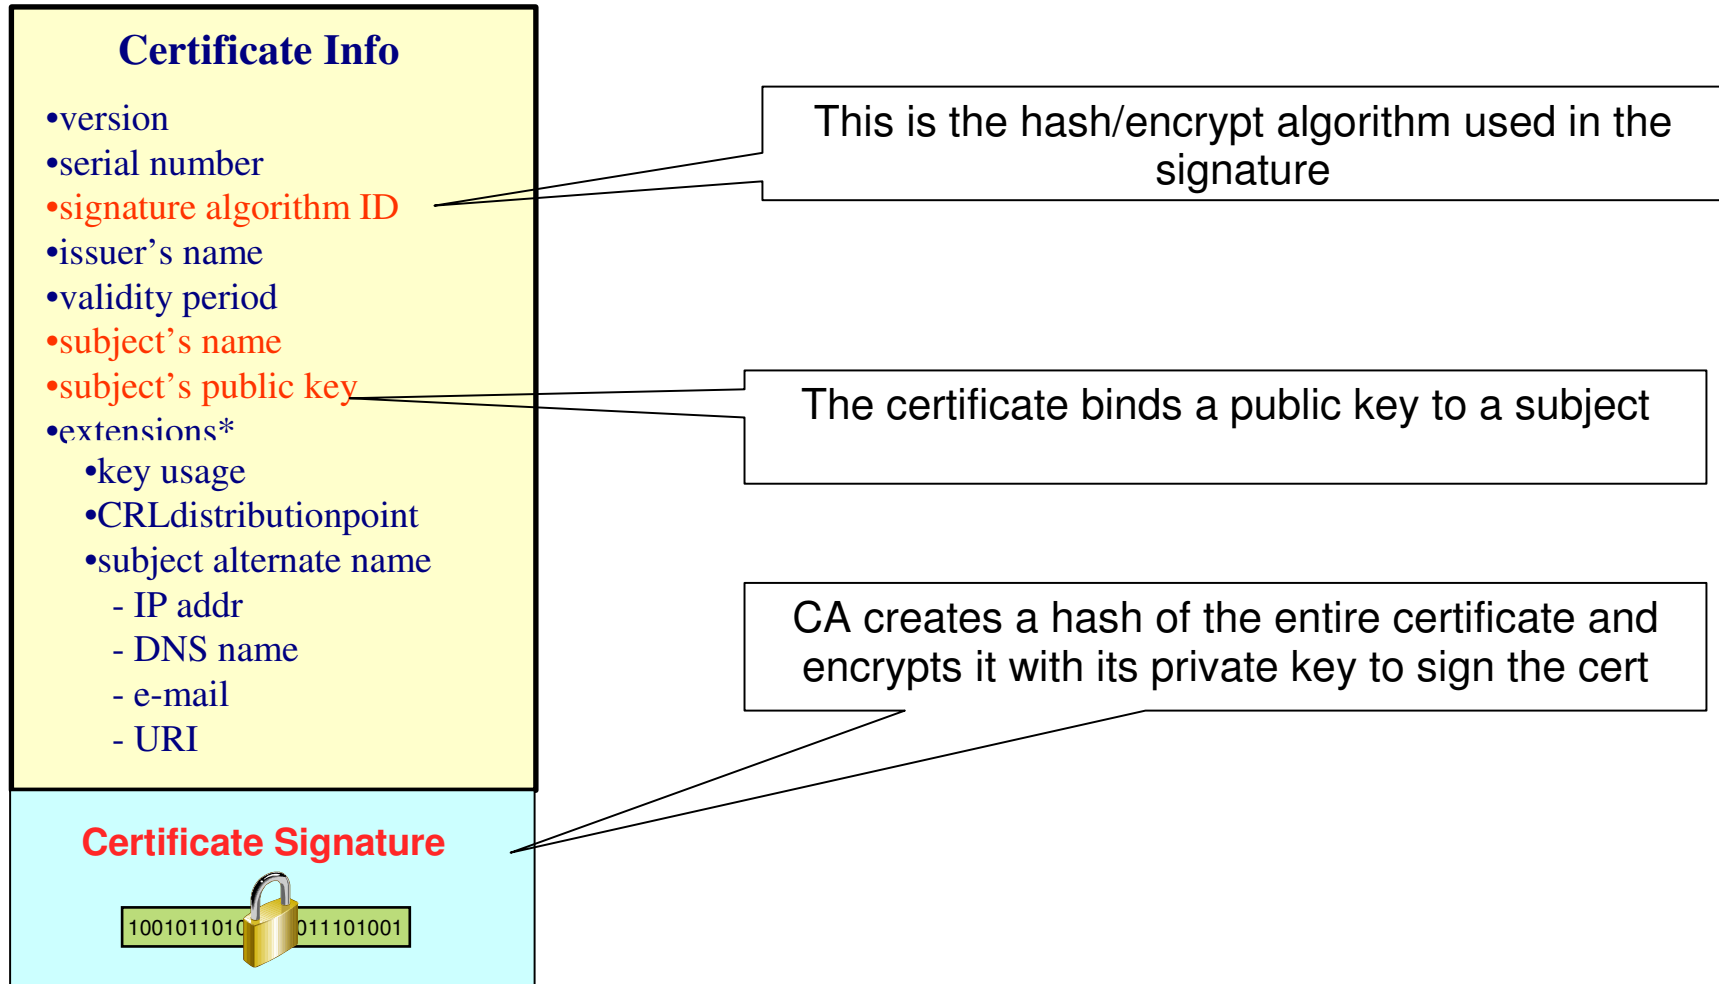 Certificate Info
•version
•serial number
•signature algorithm ID
•issuer’s name
•validity period
•subject’s name
•subject’s public key
•extensions*
•key usage
•CRLdistributionpoint
•subject alternate name
- IP addr
- DNS name
- e-mail
- URI
Certificate Signature
1001011010
011101001
This is the hash/encrypt algorithm used in the
signature
The certificate binds a public key to a subject
CA creates a hash of the entire certificate and
encrypts it with its private key to sign the cert